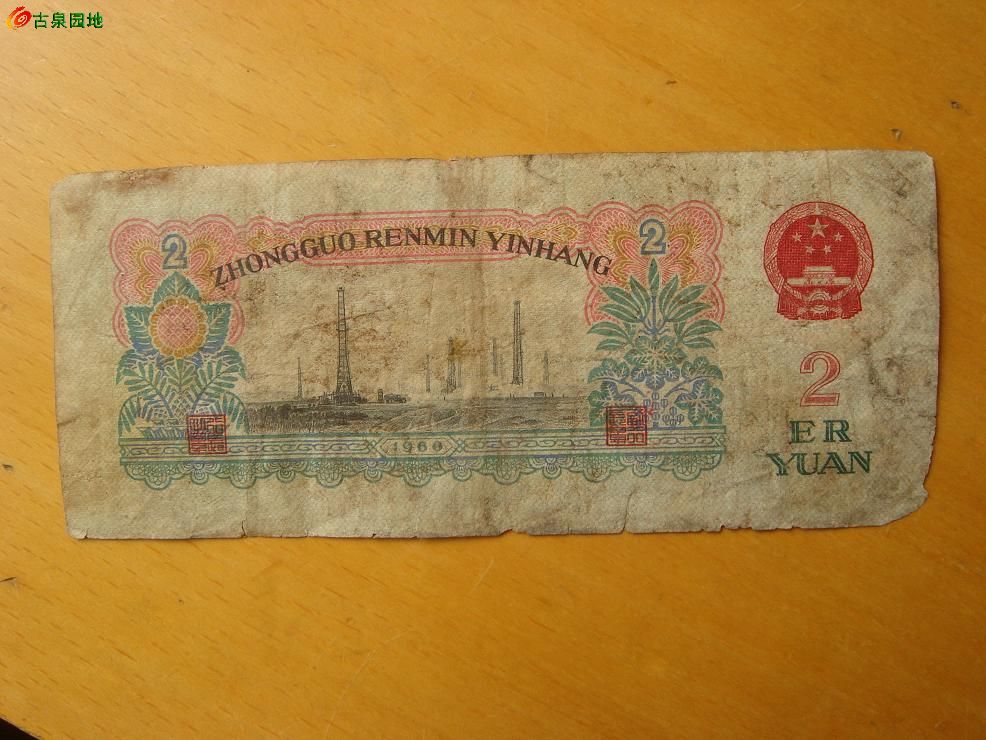 古泉园地
2 ZHONGGUO RENMIN YINHANG 2
2
ER
YUAN
1960